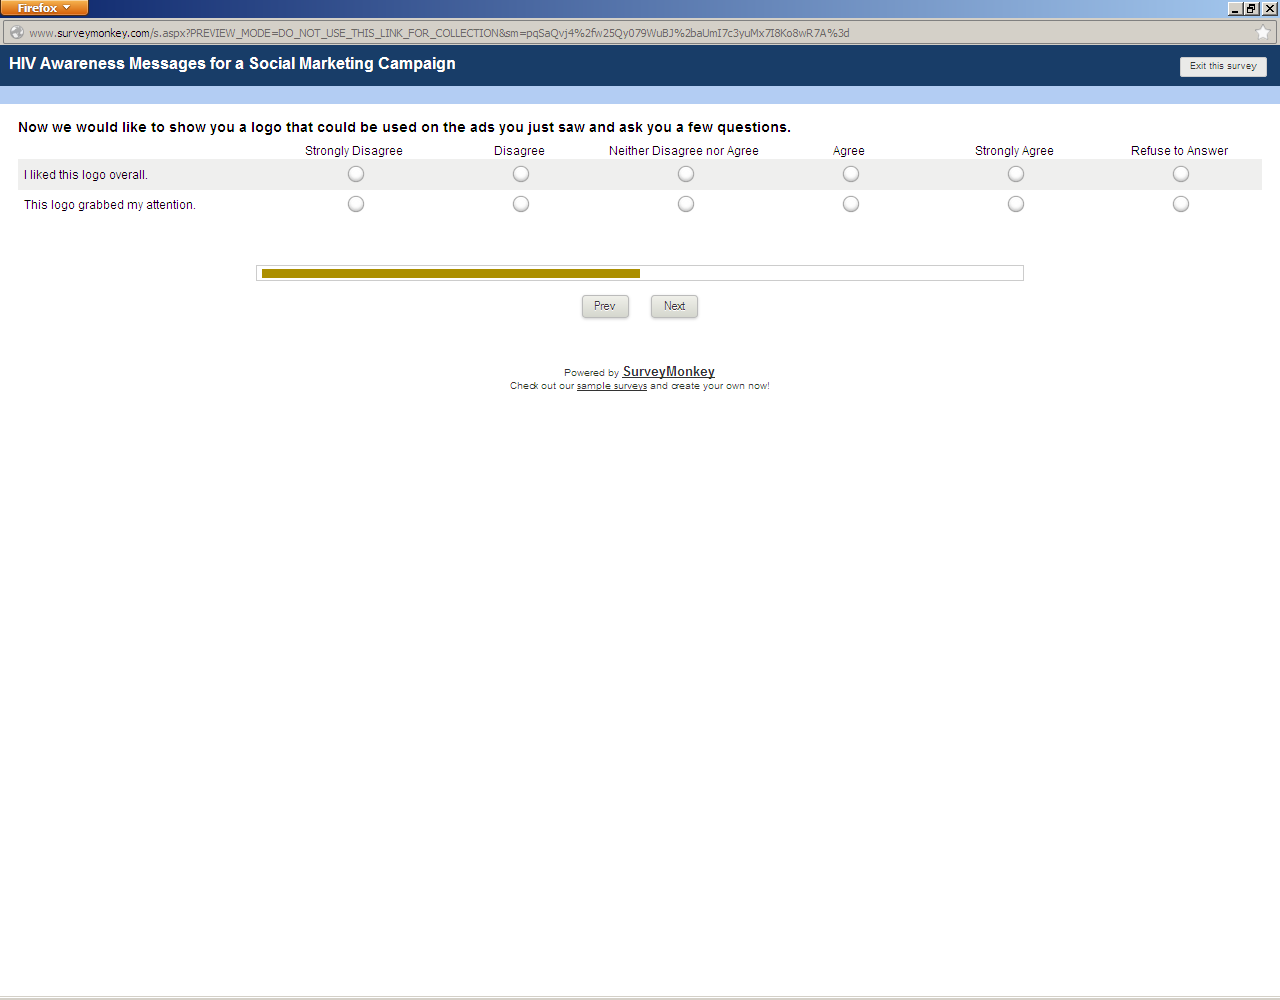 Firefox
www.surveymonkey.com/s.aspx?PREVIEW_MODE=DO_NOT_USE_THIS_LINK_FOR_COLLECTION&sm=pqSaQvj4%2fw25Qy079WuBJ%2baUmI7c3yuMx7I8Ko8wR7A%3d
HIV Awareness Messages for a Social Marketing Campaign
Exit this survey
Now we would like to show you a logo that could be used on the ads you just saw and ask you a few questions.
Strongly Disagree Disagree Neither Disagree nor Agree Agree Strongly Agree Refuse to Answer
I liked this logo overall.
This logo grabbed my attention.
Prev Next
Powered by SurveyMonkey
Check out our sample surveys and create your own now!